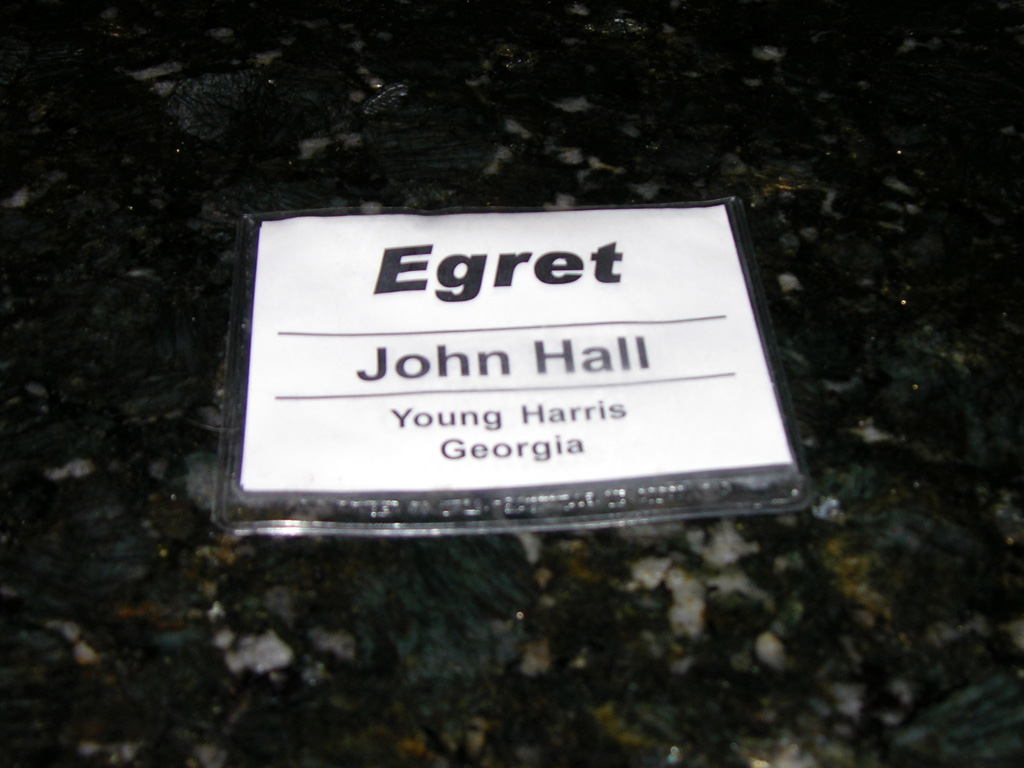 Egret
John Hall
Young Harris
Georgia